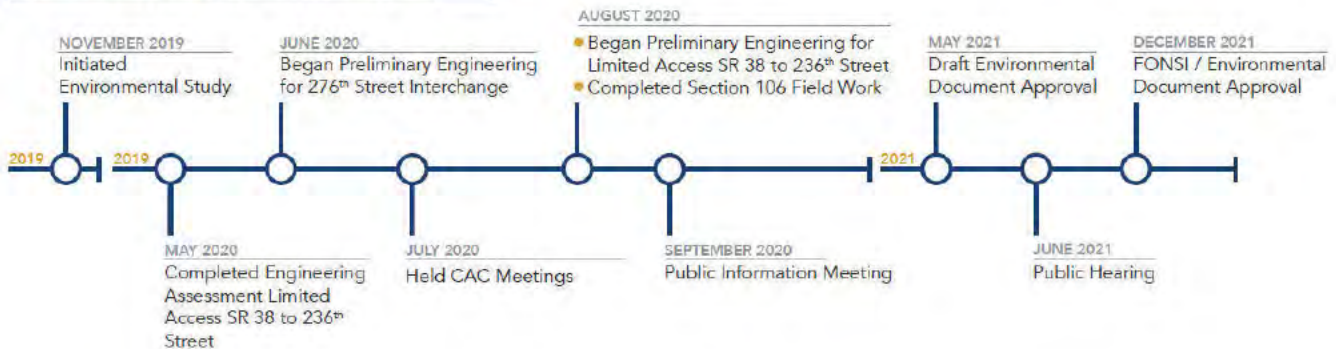 NOVEMBER 2019
Initiated
Environmental Study
JUNE 2020
Began Preliminary Engineering
for 276th Street Interchange
AUGUST 2020
Began Preliminary Engineering for
Limited Access SR 38 to 236th Street
Completed Section 106 Field Work
MAY 2021
Draft Environmental
Document Approval
DECEMBER 2021
FONSI / Environmental
Document Approval
2019
2019
2021
MAY 2020
Completed Engineering
Assessment Limited
Access SR 38 to 236th
Street
JULY 2020
Held CAC Meetings
SEPTEMBER 2020
Public Information Meeting
JUNE 2021
Public Hearing